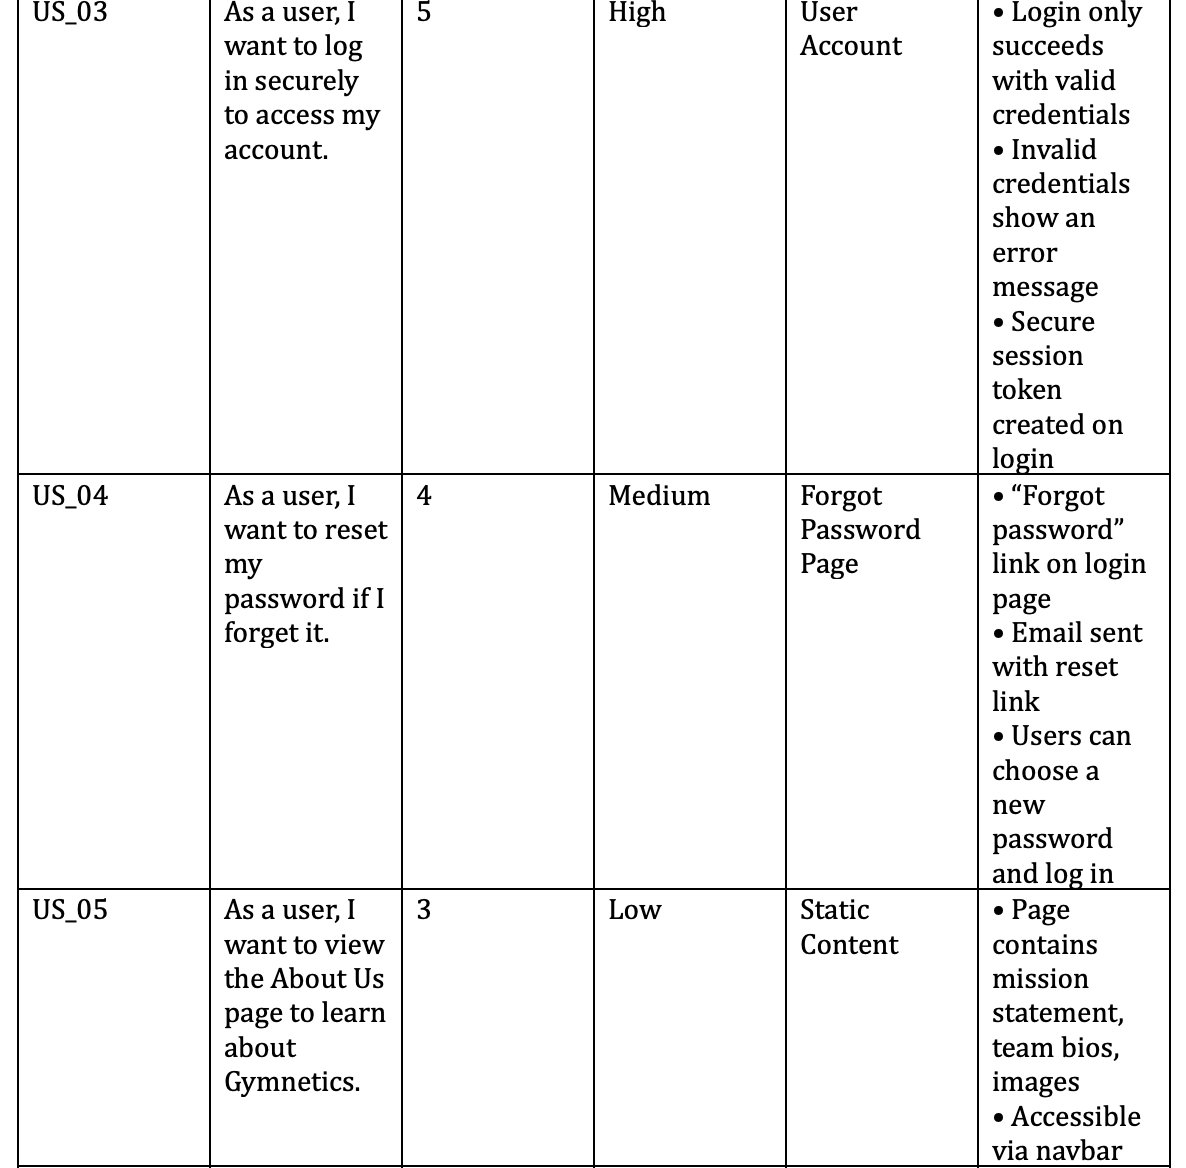 US_03
As a user, I
want to log
in securely
to access my
account.
5
High
User
Account
• Login only
succeeds
with valid
credentials
• Invalid
credentials
show an
error
message
• Secure
session
token
created on
login
US_04
As a user, I
want to reset
my
password if I
forget it.
4
Medium
Forgot
Password
Page
• “Forgot
password”
link on login
page
• Email sent
with reset
link
• Users can
choose a
new
password
and log in
US_05
As a user, I
want to view
the About Us
page to learn
about
Gymnetics.
3
Low
Static
Content
• Page
contains
mission
statement,
team bios,
images
• Accessible
via navbar